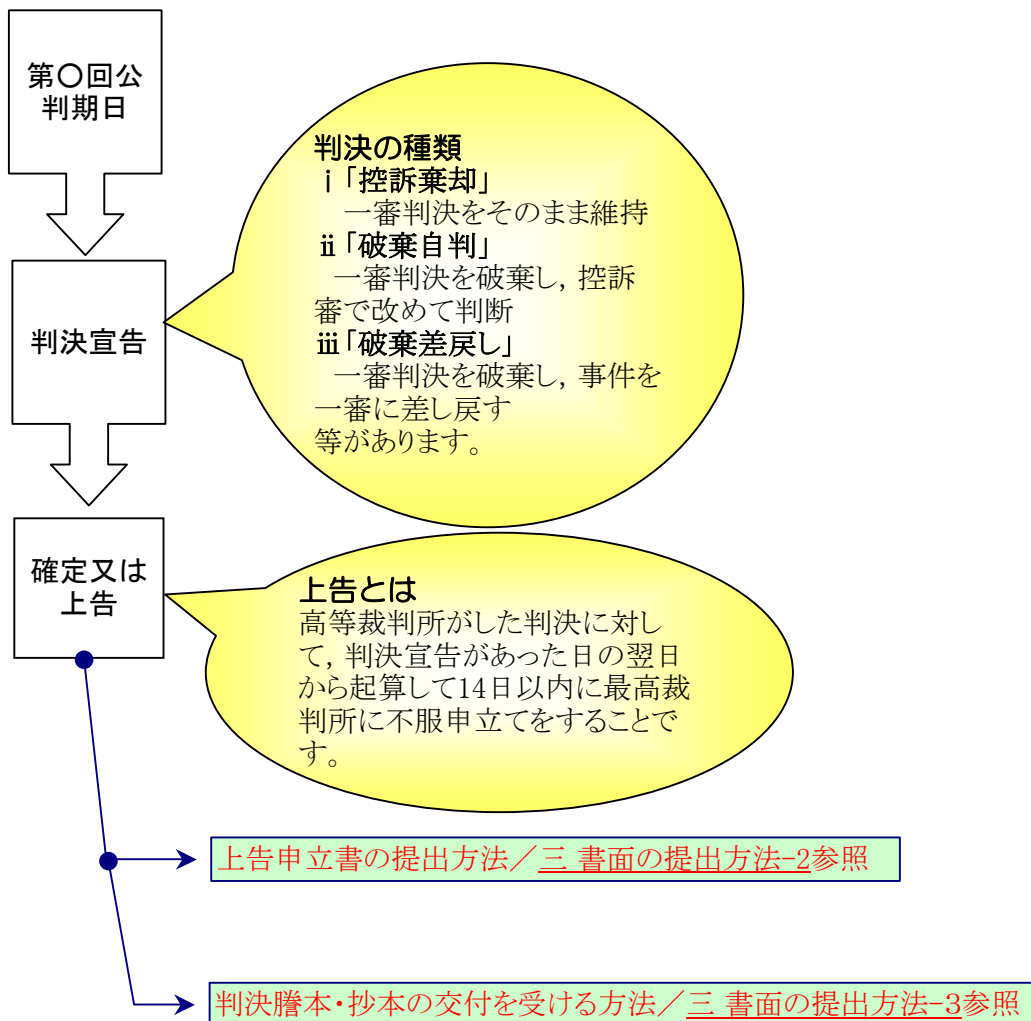 第〇回公
判期日
判決の種類
ⅰ「控訴棄却」
一審判決をそのまま維持
ⅱ「破棄自判」
一審判決を破棄し，控訴
審で改めて判断
ⅲ「破棄差戻し」
一審判決を破棄し，事件を
一審に差し戻す
等があります。
判決宣告
確定又は
上告
上告とは
高等裁判所がした判決に対し
て，判決宣告があった日の翌日
から起算して14日以内に最高裁
判所に不服申立てをすることで
す。
上告申立書の提出方法／三 書面の提出方法−2参照
判決謄本・抄本の交付を受ける方法／三 書面の提出方法−3参照